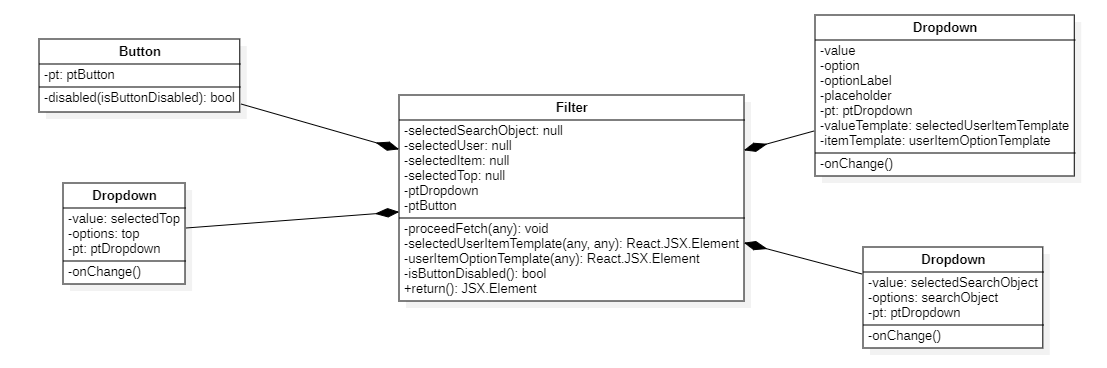 Button
-pt: ptButton
-disabled(isButtonDisabled): bool
Dropdown
-value: selectedTop
-options: top
-pt: ptDropdown
-onChange()
Filter
-selectedSearchObject: null
-selectedUser: null
-selectedItem: null
-selectedTop: null
-ptDropdown
-ptButton
-proceedFetch(any): void
-selectedUserItemTemplate(any, any): React.JSX.Element
-userItemOptionTemplate(any): React.JSX.Element
-isButtonDisabled(): bool
+return(): JSX.Element
Dropdown
-value
-option
-optionLabel
-placeholder
-pt: ptDropdown
-valueTemplate: selectedUserItemTemplate
-itemTemplate: userItemOptionTemplate
-onChange()
Dropdown
-value: selectedSearchObject
-options: searchObject
-pt: ptDropdown
-onChange()